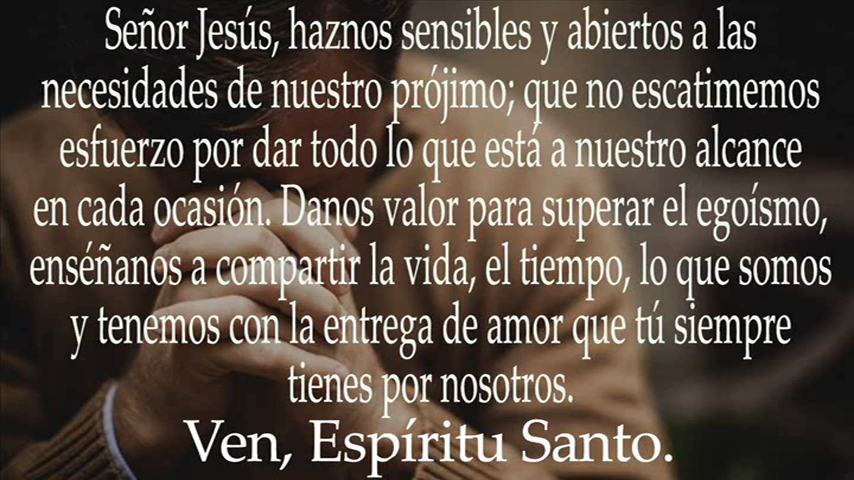 Señor Jesús, haznos sensibles y abiertos a las
necesidades de nuestro prójimo; que no escatimemos
esfuerzo por dar todo lo que está a nuestro alcance
en cada ocasión. Danos valor para superar el egoísmo,
enséñanos a compartir la vida, el tiempo, lo que somos
y tenemos con la entrega de amor que tú siempre
tienes por nosotros.
Ven, Espíritu Santo.